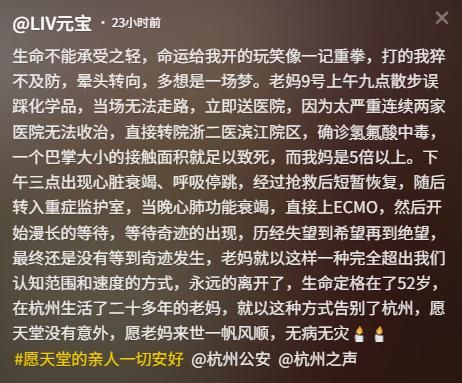 @LIV元宝 · 23小时前
生命不能承受之轻，命运给我开的玩笑像一记重拳，打的我猝
不及防，晕头转向，多想是一场梦。老妈9号上午九点散步误
踩化学品，当场无法走路，立即送医院，因为太严重连续两家
医院无法收治，直接转院浙二医滨江院区，确诊氢氟酸中毒，
一个巴掌大小的接触面积就足以致死，而我妈是5倍以上。下
午三点出现心脏衰竭、呼吸停跳，经过抢救后短暂恢复，随后
转入重症监护室，当晚心肺功能衰竭，直接上ECMO，然后开
始漫长的等待，等待奇迹的出现，历经失望到希望再到绝望，
最终还是没有等到奇迹发生，老妈就以这样一种完全超出我们
认知范围和速度的方式，永远的离开了，生命定格在了52岁，
在杭州生活了二十多年的老妈，就以这种方式告别了杭州，愿
天堂没有意外，愿老妈来世一帆风顺，无病无灾🕯️🕯️
#愿天堂的亲人一切安好 @杭州公安 @杭州之声